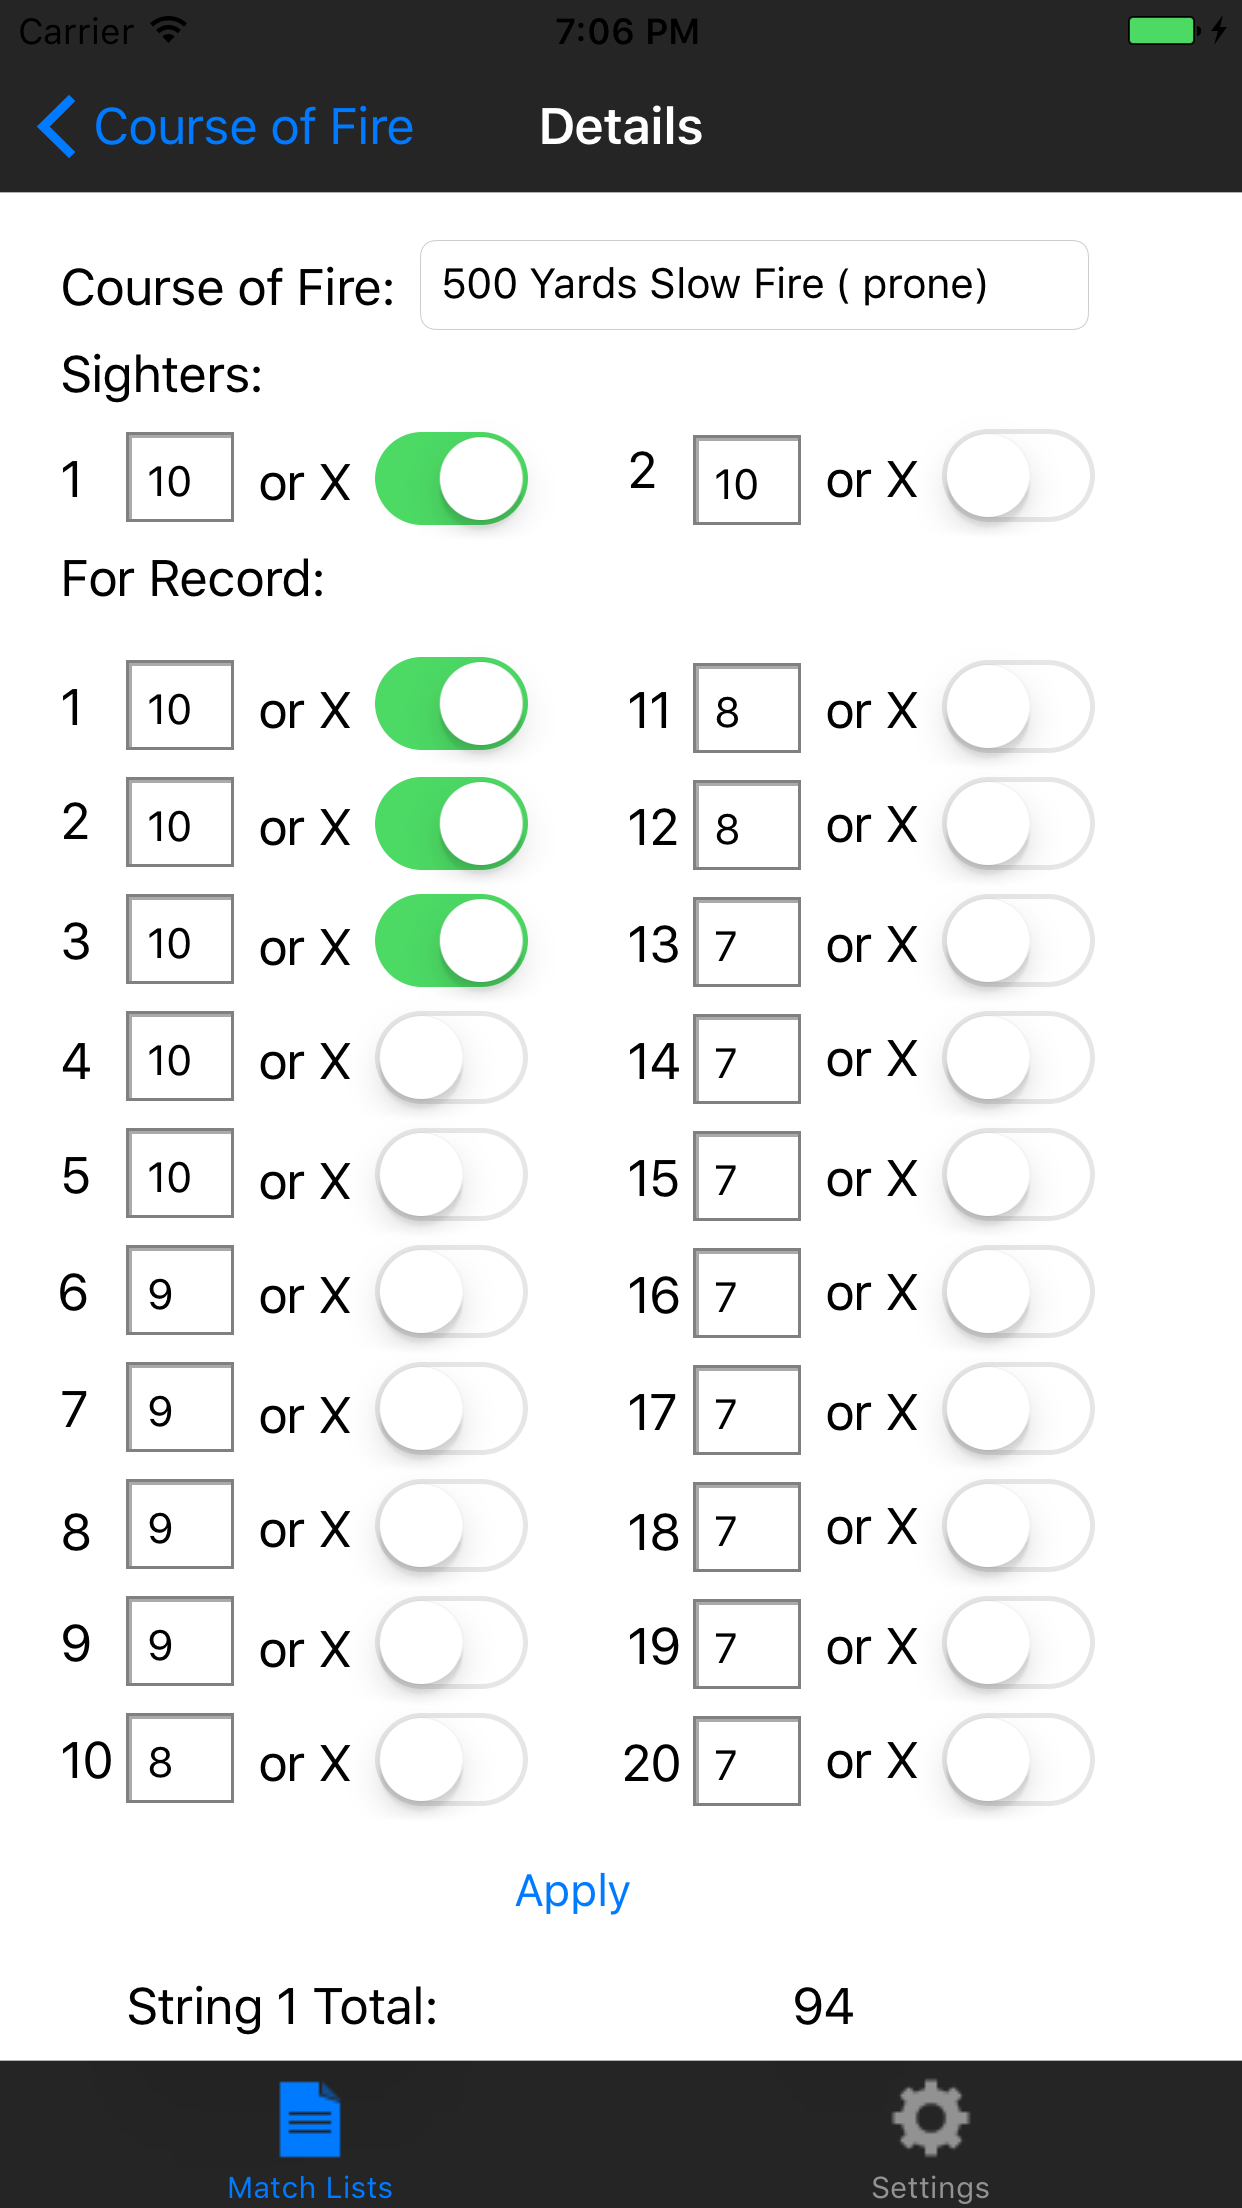 Carrier 7:06 PM
Course of Fire Details
Course of Fire: 500 Yards Slow Fire ( prone)
Sighters:
1 10 or X 2 10 or X
For Record:
1 10 or X 11 8 or X
2 10 or X 12 8 or X
3 10 or X 13 7 or X
4 10 or X 14 7 or X
5 10 or X 15 7 or X
6 9 or X 16 7 or X
7 9 or X 17 7 or X
8 9 or X 18 7 or X
9 9 or X 19 7 or X
10 8 or X 20 7 or X
Apply
String 1 Total: 94
Match Lists Settings